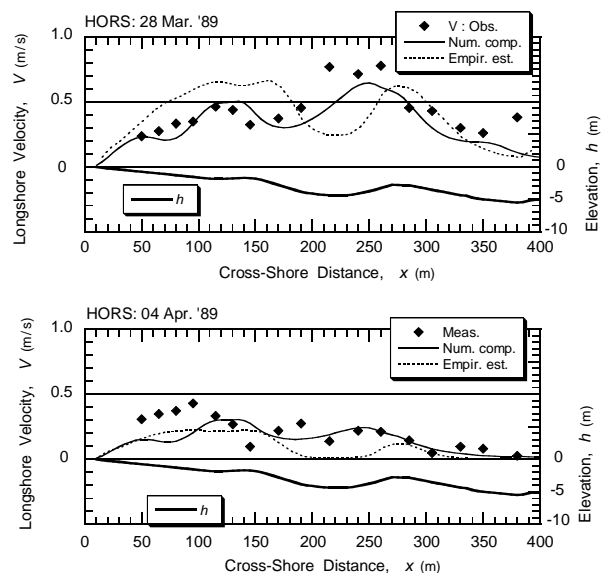 HORS: 28 Mar. '89
1.0
0.5
0
Longshore Velocity, V (m/s)
V : Obs.
Num. comp.
Empir. est.
h
0
-5
-10
Elevation, h (m)
0 50 100 150 200 250 300 350 400
Cross-Shore Distance, x (m)
HORS: 04 Apr. '89
1.0
0.5
0
Longshore Velocity, V (m/s)
Meas.
Num. comp.
Empir. est.
h
0
-5
-10
Elevation, h (m)
0 50 100 150 200 250 300 350 400
Cross-Shore Distance, x (m)